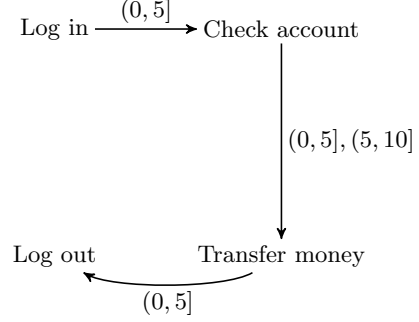 (0, 5]
Log in
Check account
(0, 5], (5, 10]
Log out
Transfer money
(0, 5]